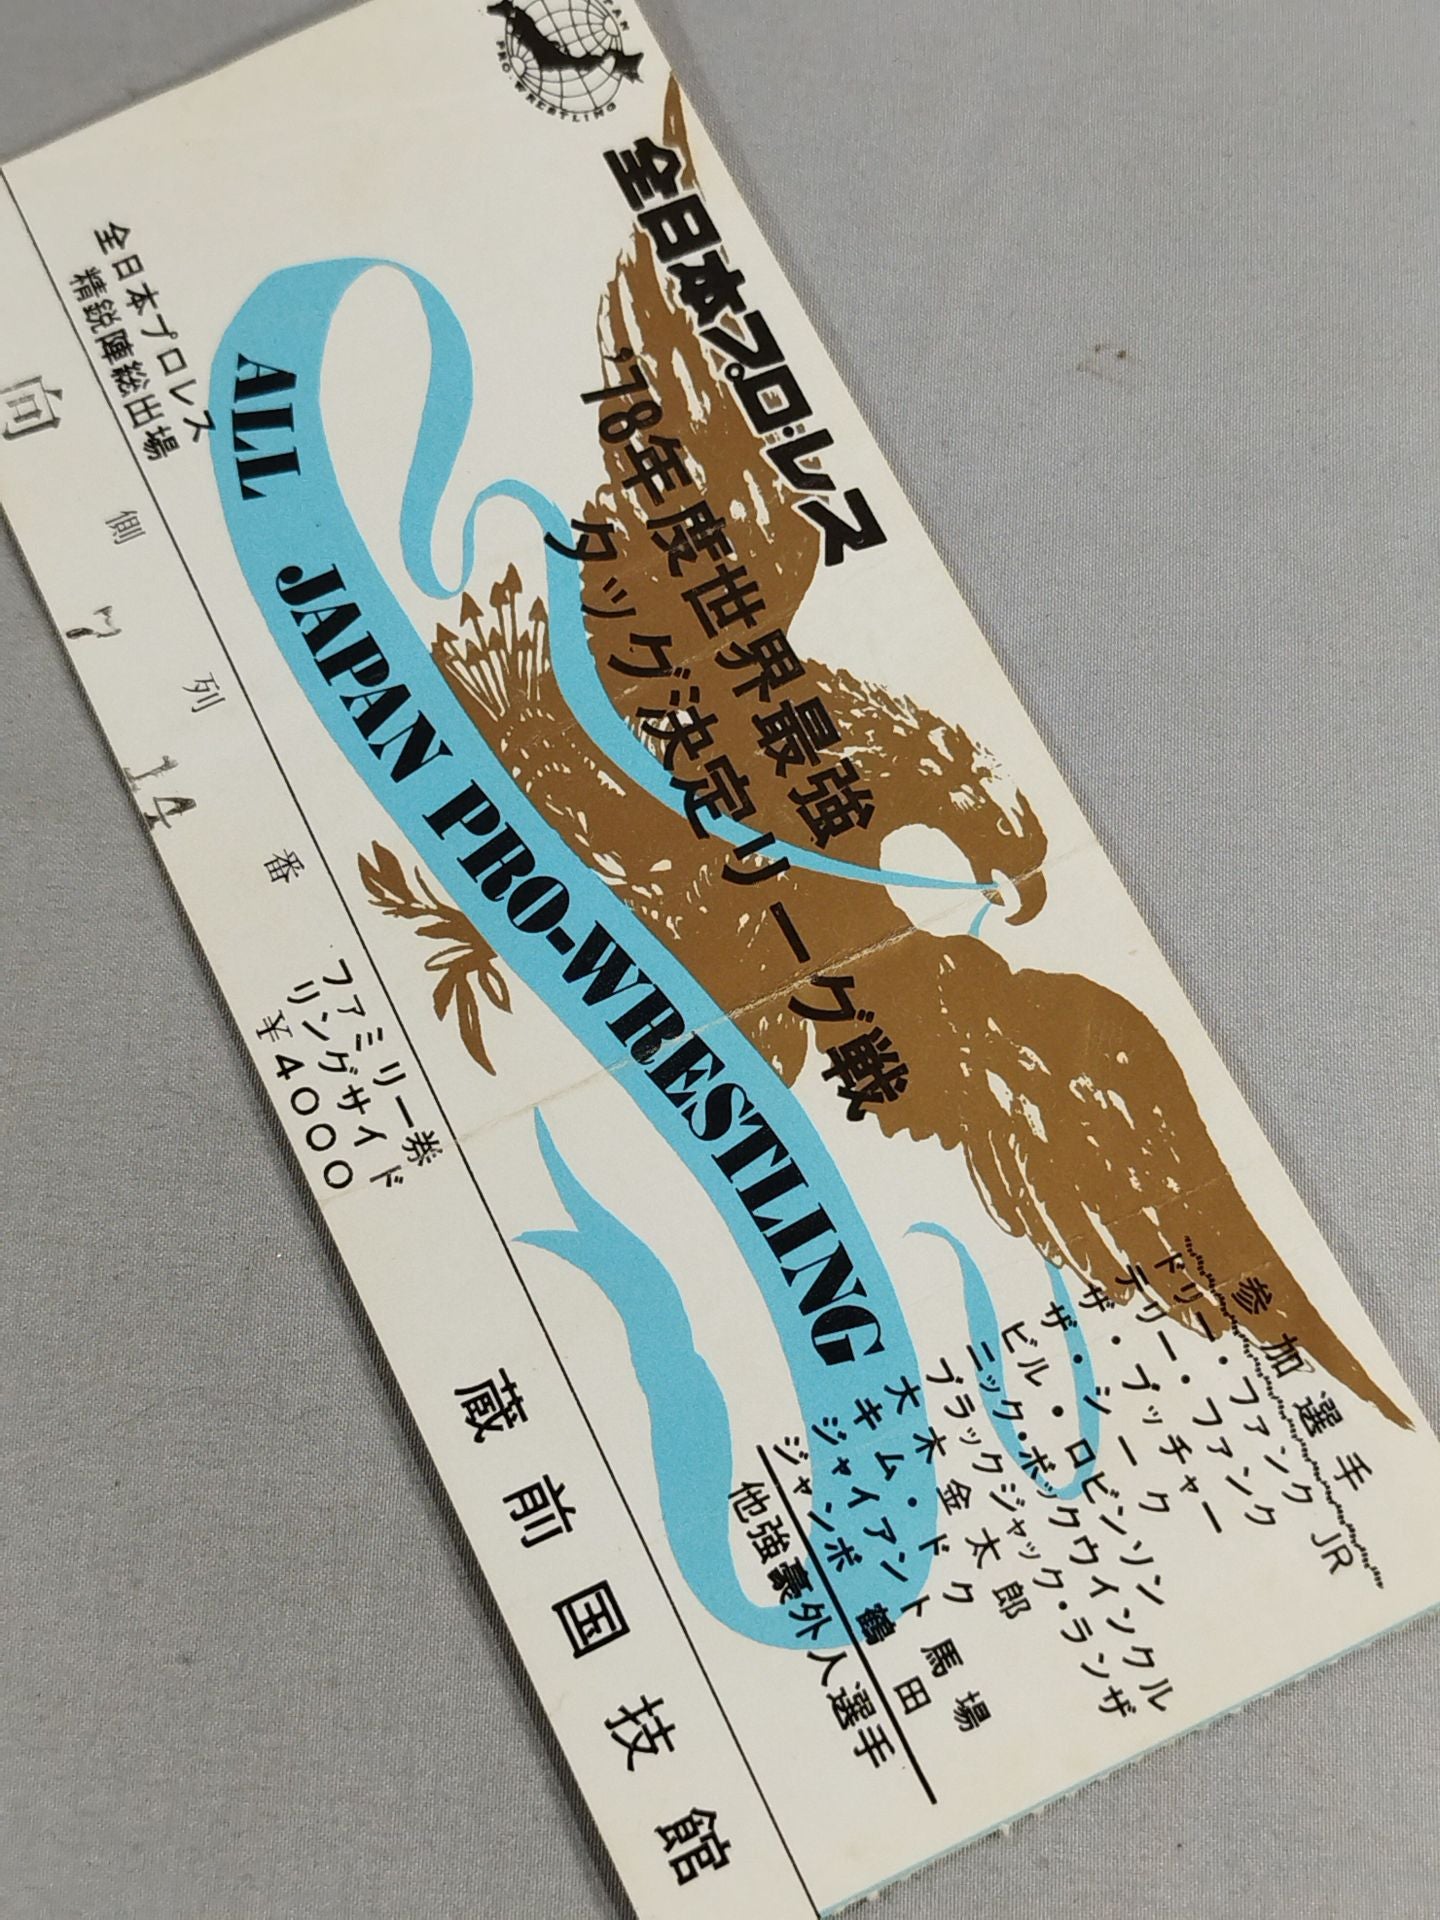 PAN PRO-WRESTLING
全日本プロ・レス
'78年度世界最強
タッグ決定リーグ戦
ALL JAPAN PRO-WRESTLING
参加選手
ドリー・ファンク JR
テリー・ファンク
ザ・ブッチャー
ザ・シーク
ビル・ロビンソン
ニック・ボックウインクル
ブラックジャック・ランザ
大木金太郎
キム・ドク
ジャイアント馬場
ジャンボ鶴田
他強豪外人選手
全日本プロレス
精鋭陣総出場
向側 7列 14番
ファミリー券
リングサイド
¥4000
蔵前国技館